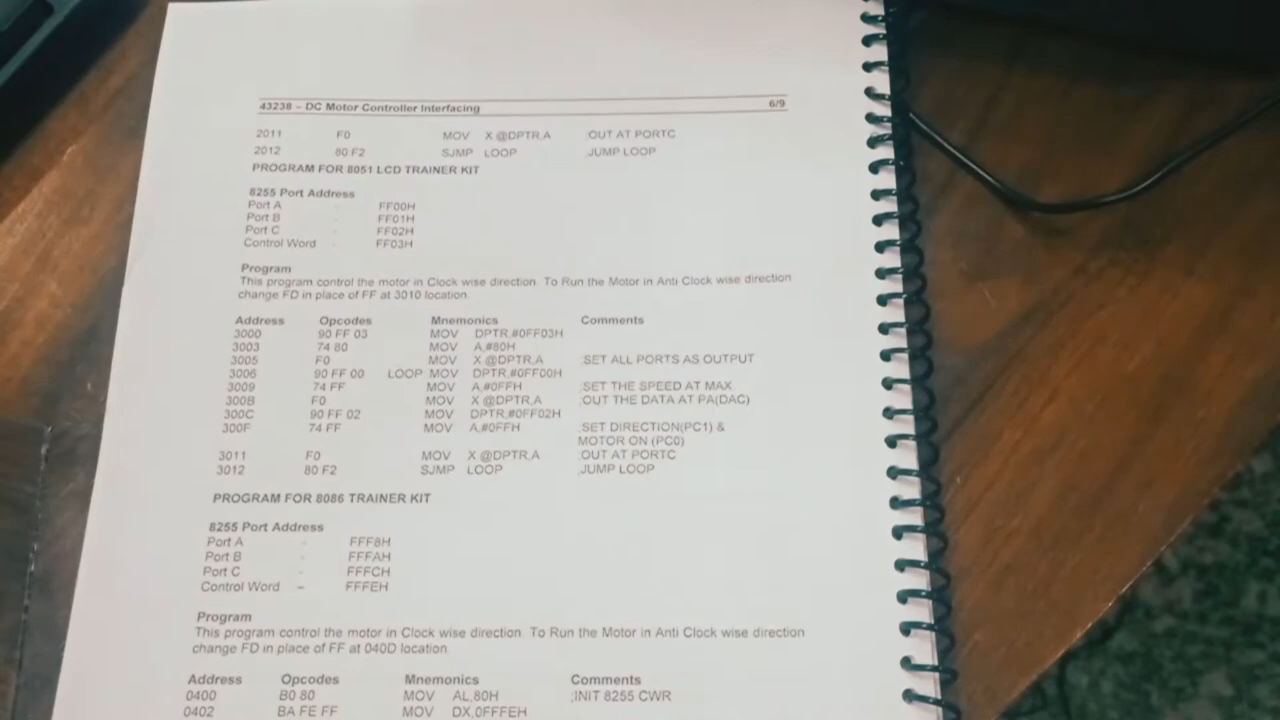 43238 – DC Motor Controller Interfacing 6/9
2011 F0 MOV X @DPTR,A ;OUT AT PORTC
2012 80 F2 SJMP LOOP ;JUMP LOOP
PROGRAM FOR 8051 LCD TRAINER KIT
8255 Port Address
Port A - FF00H
Port B - FF01H
Port C - FF02H
Control Word - FF03H
Program
This program control the motor in Clock wise direction. To Run the Motor in Anti Clock wise direction
change FD in place of FF at 3010 location.
Address Opcodes Mnemonics Comments
3000 90 FF 03 MOV DPTR,#0FF03H
3003 74 80 MOV A,#80H
3005 F0 MOV X @DPTR,A ;SET ALL PORTS AS OUTPUT
3006 90 FF 00 LOOP MOV DPTR,#0FF00H
3009 74 FF MOV A,#0FFH ;SET THE SPEED AT MAX
300B F0 MOV X @DPTR,A ;OUT THE DATA AT PA(DAC)
300C 90 FF 02 MOV DPTR,#0FF02H
300F 74 FF MOV A,#0FFH ;SET DIRECTION(PC1) &
MOTOR ON (PC0)
3011 F0 MOV X @DPTR,A ;OUT AT PORTC
3012 80 F2 SJMP LOOP ;JUMP LOOP
PROGRAM FOR 8086 TRAINER KIT
8255 Port Address
Port A - FFF8H
Port B - FFFAH
Port C - FFFCH
Control Word – FFFEH
Program
This program control the motor in Clock wise direction. To Run the Motor in Anti Clock wise direction
change FD in place of FF at 040D location.
Address Opcodes Mnemonics Comments
0400 B0 80 MOV AL,80H ;INIT 8255 CWR
0402 BA FE FF MOV DX,0FFFEH